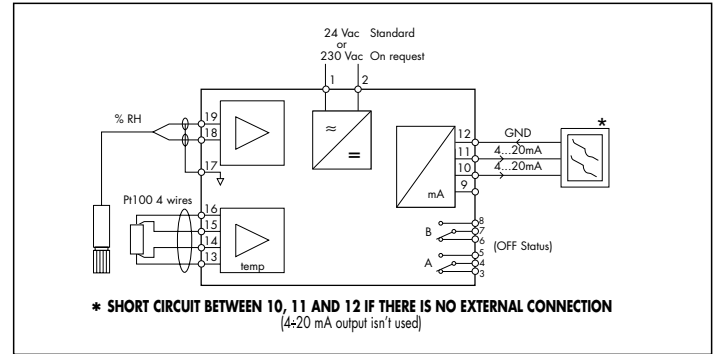 24 Vac Standard
or
230 Vac On request
1 2
% RH
19
18
17
≈
=
12 GND
11 4...20mA
10 4...20mA
9
mA
*
Pt100 4 wires
16
15
14
13
temp
8
B 7
6
(OFF Status)
5
A 4
3
* SHORT CIRCUIT BETWEEN 10, 11 AND 12 IF THERE IS NO EXTERNAL CONNECTION
(4÷20 mA output isn't used)